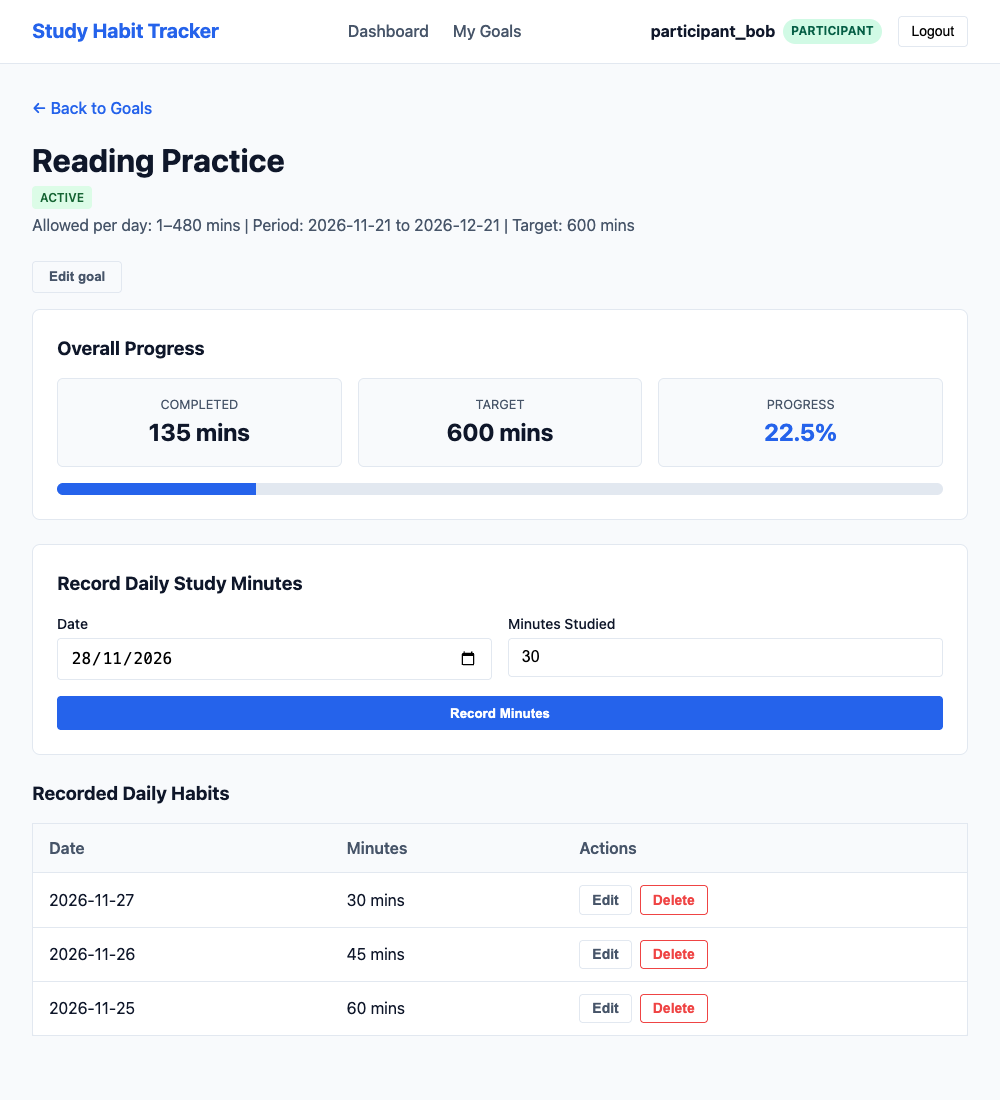 Study Habit Tracker Dashboard My Goals participant_bob PARTICIPANT Logout
← Back to Goals
Reading Practice
ACTIVE
Allowed per day: 1–480 mins | Period: 2026-11-21 to 2026-12-21 | Target: 600 mins
Edit goal
Overall Progress
COMPLETED TARGET PROGRESS
135 mins 600 mins 22.5%
Record Daily Study Minutes
Date Minutes Studied
28/11/2026 30
Record Minutes
Recorded Daily Habits
Date Minutes Actions
2026-11-27 30 mins Edit Delete
2026-11-26 45 mins Edit Delete
2026-11-25 60 mins Edit Delete